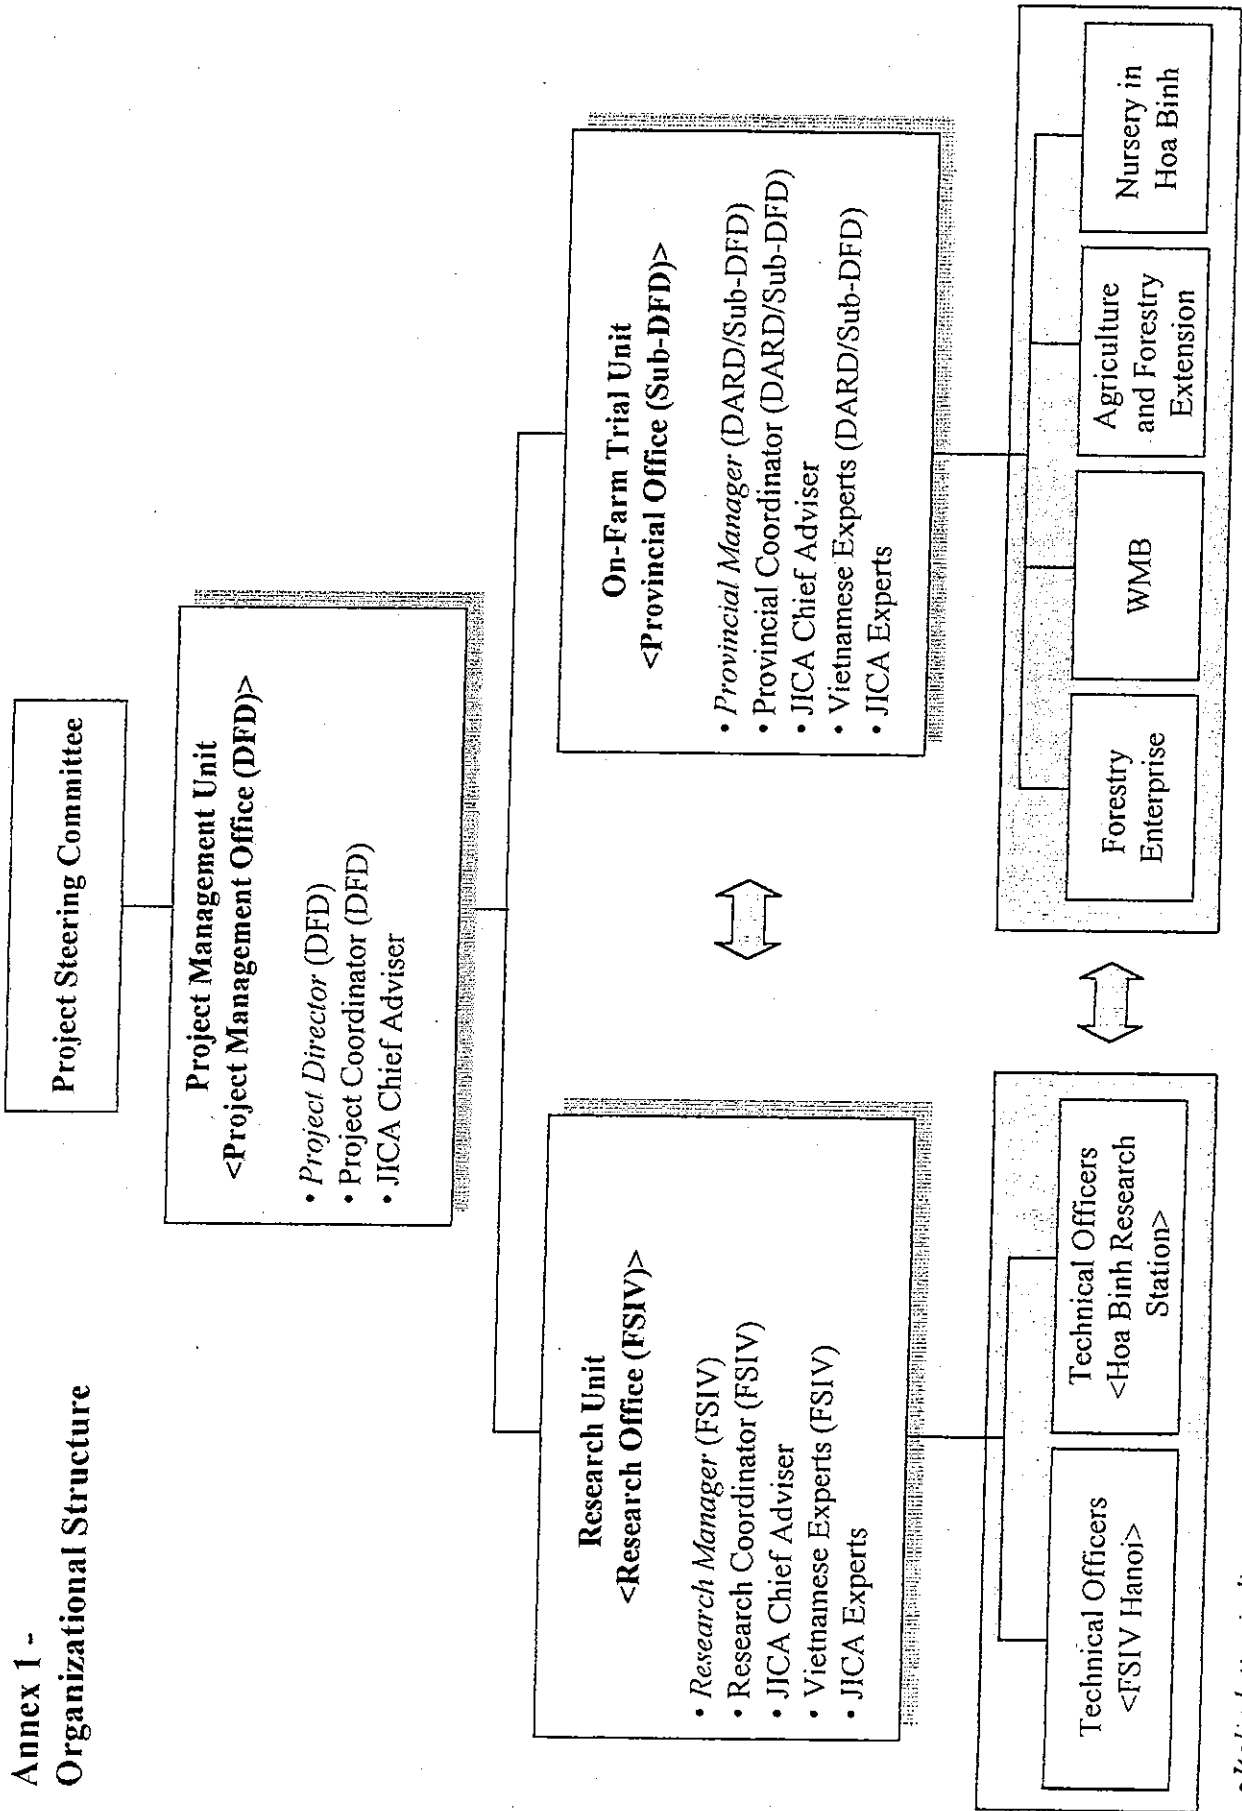 Annex 1 -
Organizational Structure
Project Steering Committee
Project Management Unit
<Project Management Office (DFD)>
• Project Director (DFD)
• Project Coordinator (DFD)
• JICA Chief Adviser
Research Unit
<Research Office (FSIV)>
• Research Manager (FSIV)
• Research Coordinator (FSIV)
• JICA Chief Adviser
• Vietnamese Experts (FSIV)
• JICA Experts
On-Farm Trial Unit
<Provincial Office (Sub-DFD)>
• Provincial Manager (DARD/Sub-DFD)
• Provincial Coordinator (DARD/Sub-DFD)
• JICA Chief Adviser
• Vietnamese Experts (DARD/Sub-DFD)
• JICA Experts
Technical Officers
<FSIV Hanoi>
Technical Officers
<Hoa Binh Research
Station>
Forestry
Enterprise
WMB
Agriculture
and Forestry
Extension
Nursery in
Hoa Binh